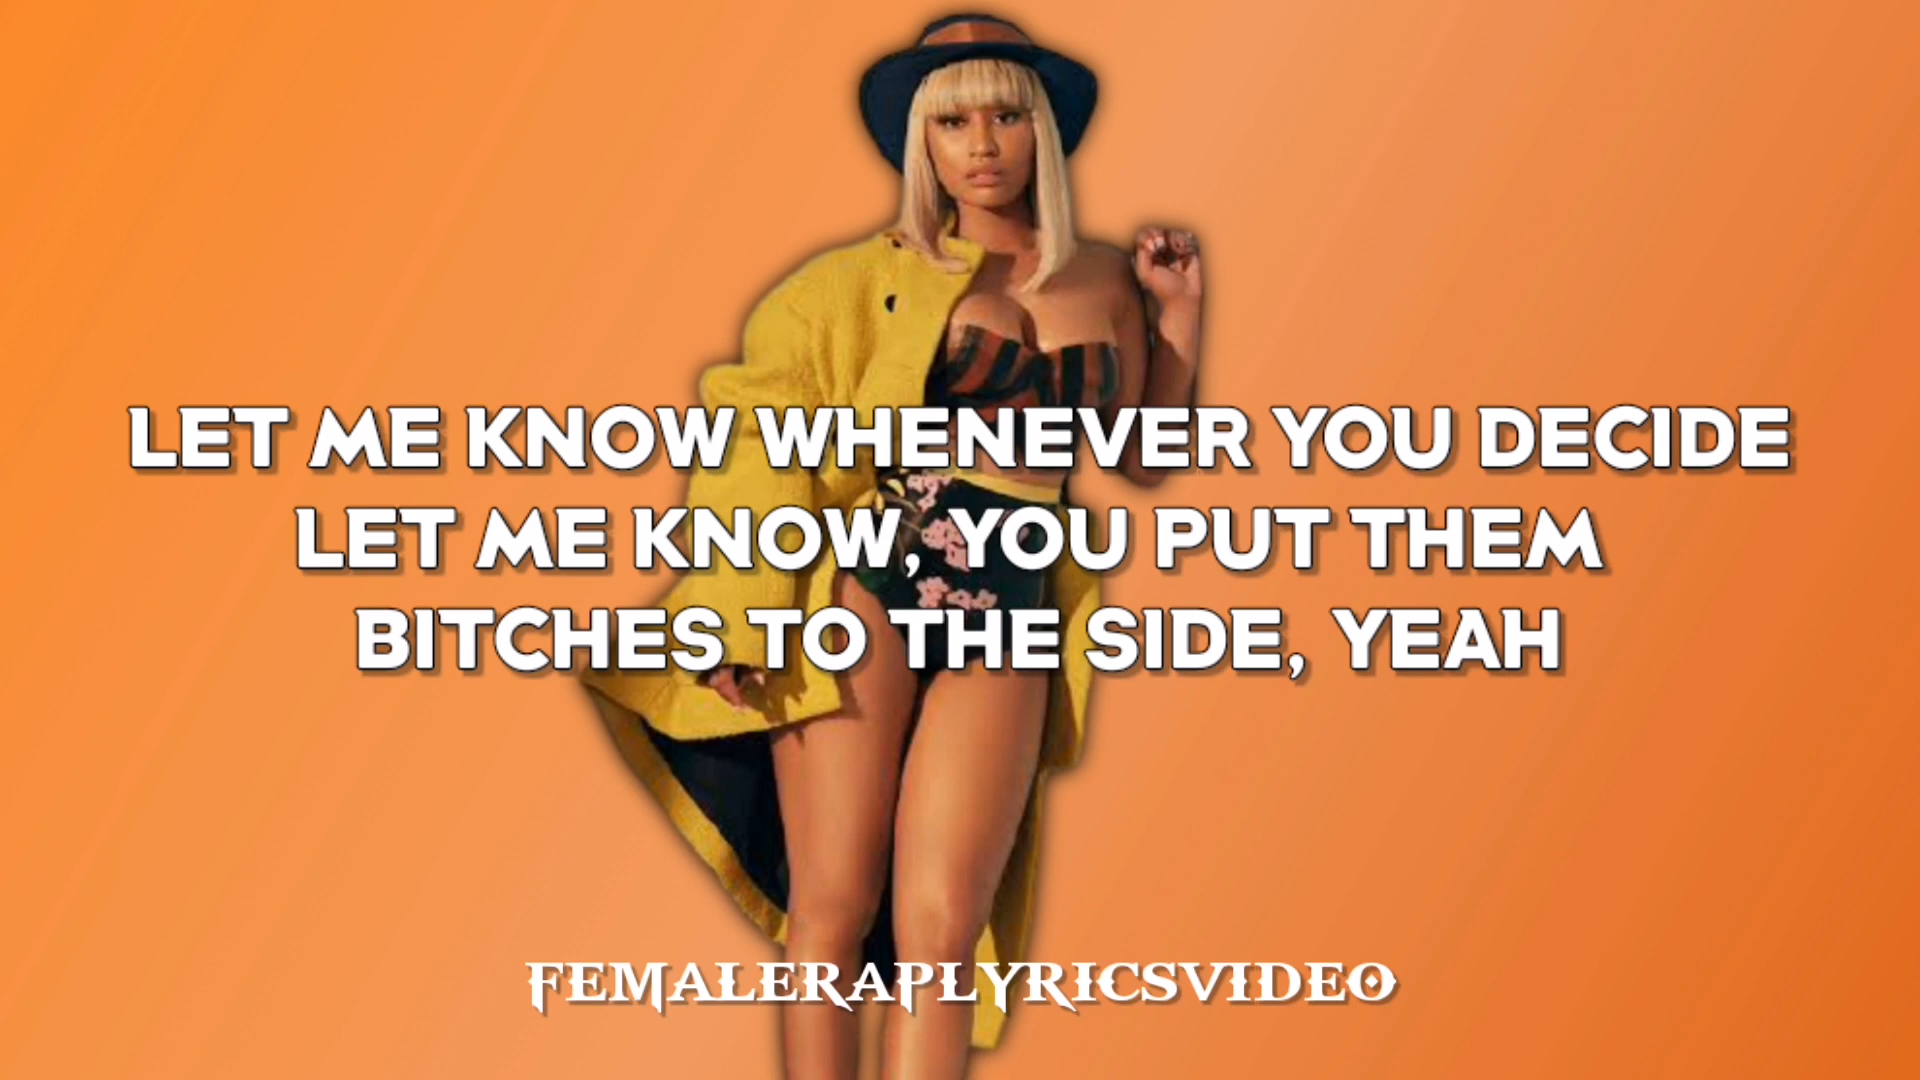 LET ME KNOW WHENEVER YOU DECIDE
LET ME KNOW, YOU PUT THEM
BITCHES TO THE SIDE, YEAH
FEMALERAPLYRICSVIDEO